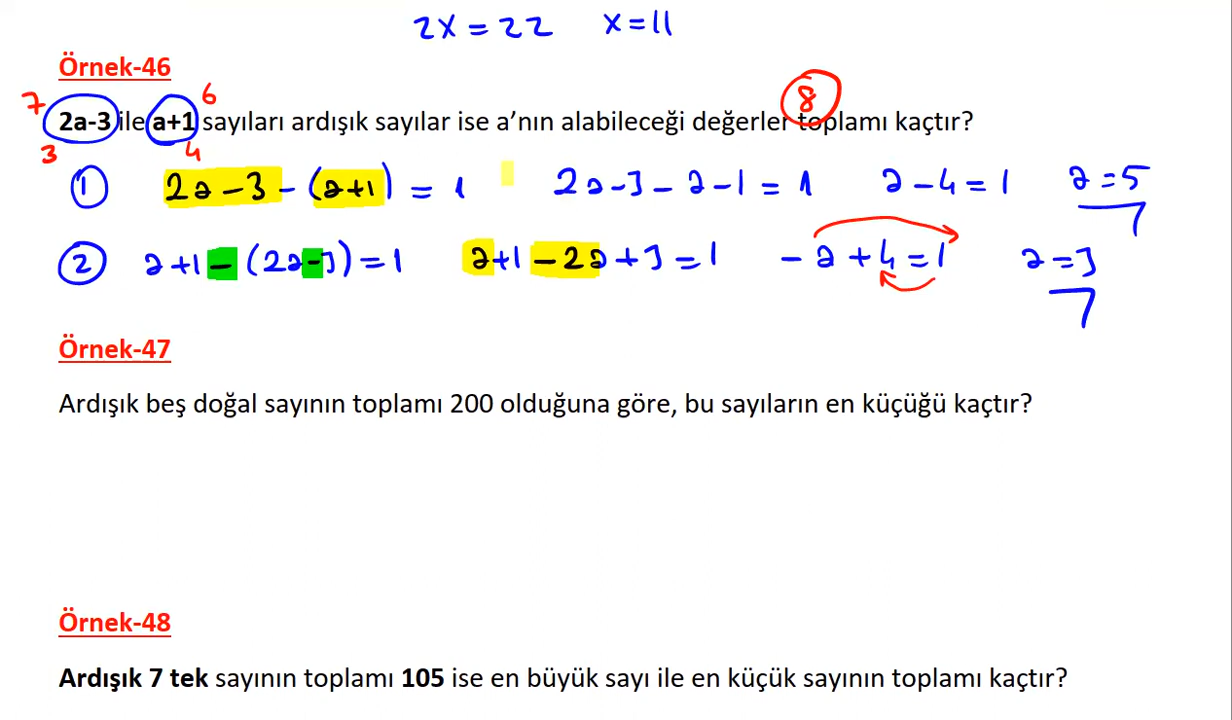 2x = 22 x = 11
Örnek-46
7 6 8
2a-3 ile a+1 sayıları ardışık sayılar ise a’nın alabileceği değerler toplamı kaçtır?
3 4
1 2a - 3 - (a+1) = 1 2a - 3 - a - 1 = 1 a - 4 = 1 a = 5
2 a+1 - (2a-3) = 1 a+1 - 2a + 3 = 1 - a + 4 = 1 a = 3
Örnek-47
Ardışık beş doğal sayının toplamı 200 olduğuna göre, bu sayıların en küçüğü kaçtır?
Örnek-48
Ardışık 7 tek sayının toplamı 105 ise en büyük sayı ile en küçük sayının toplamı kaçtır?